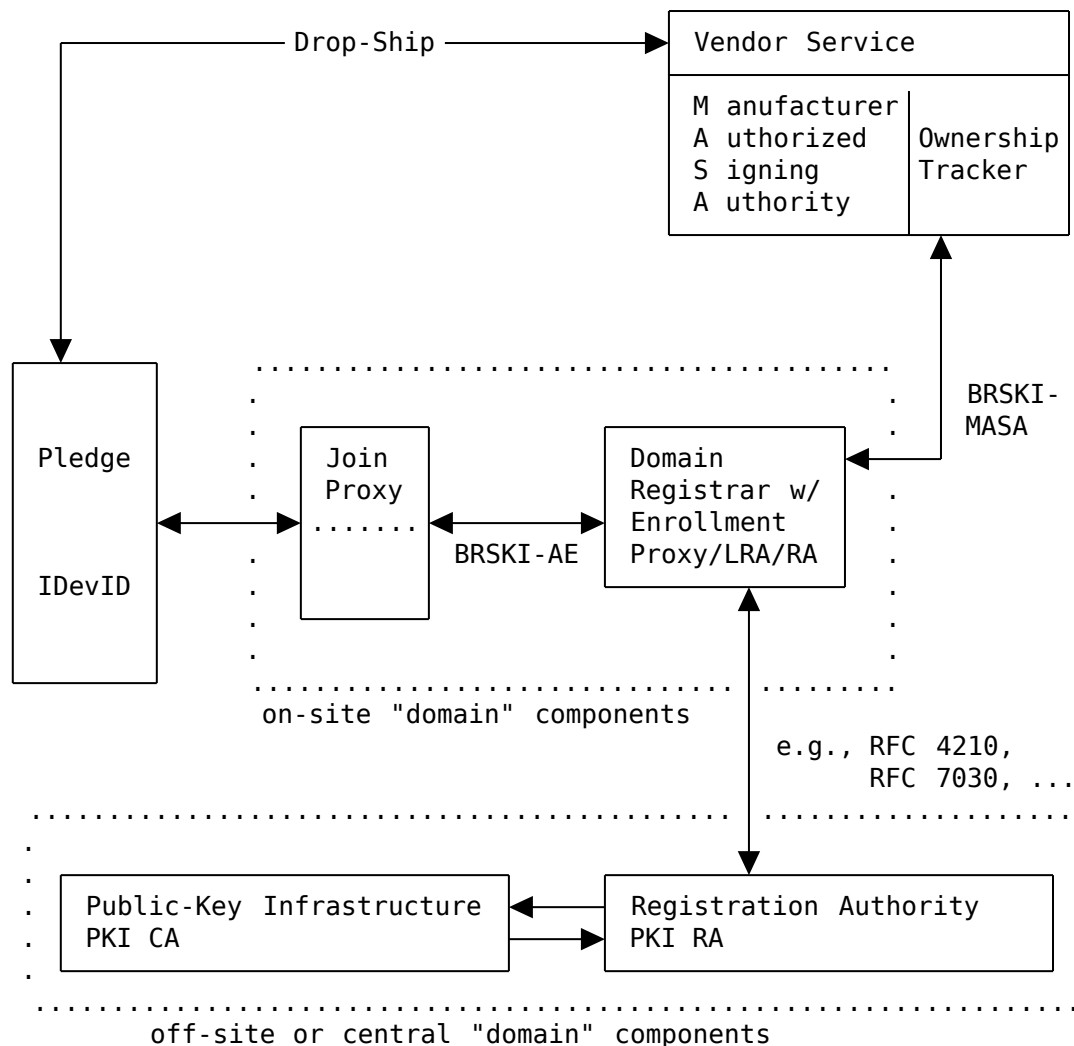 Drop-Ship
Vendor Service
M anufacturer
A uthorized
S igning
A uthority
Ownership
Tracker
BRSKI-
MASA
Pledge
IDevID
Join
Proxy
.......
BRSKI-AE
Domain
Registrar w/
Enrollment
Proxy/LRA/RA
on-site "domain" components
e.g., RFC 4210,
RFC 7030, ...
Public-Key Infrastructure
PKI CA
Registration Authority
PKI RA
off-site or central "domain" components